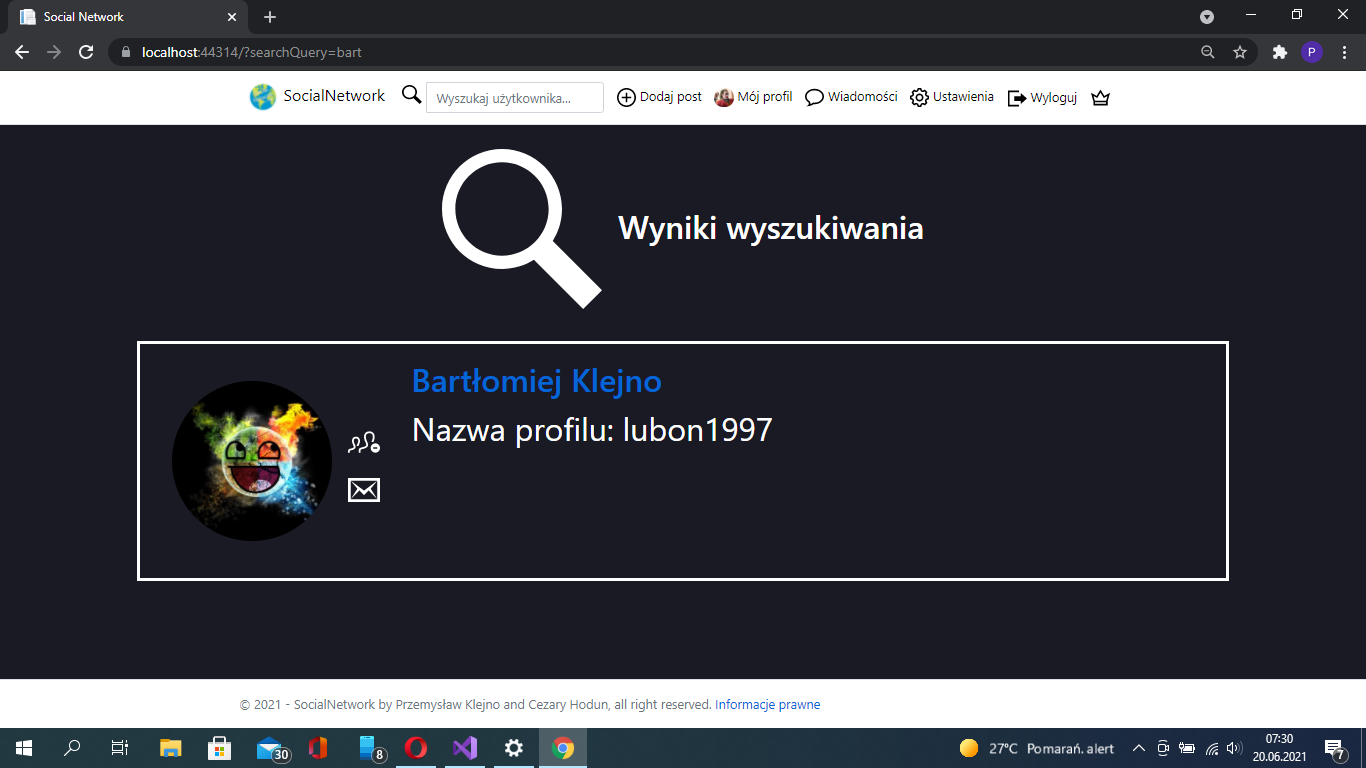 Social Network
localhost:44314/?searchQuery=bart
P
SocialNetwork
Wyszukaj użytkownika...
Dodaj post
Mój profil
Wiadomości
Ustawienia
Wyloguj
Wyniki wyszukiwania
Bartłomiej Klejno
Nazwa profilu: lubon1997
© 2021 - SocialNetwork by Przemysław Klejno and Cezary Hodun, all right reserved. Informacje prawne
30
8
27°C Pomarań. alert
07:30
20.06.2021
7